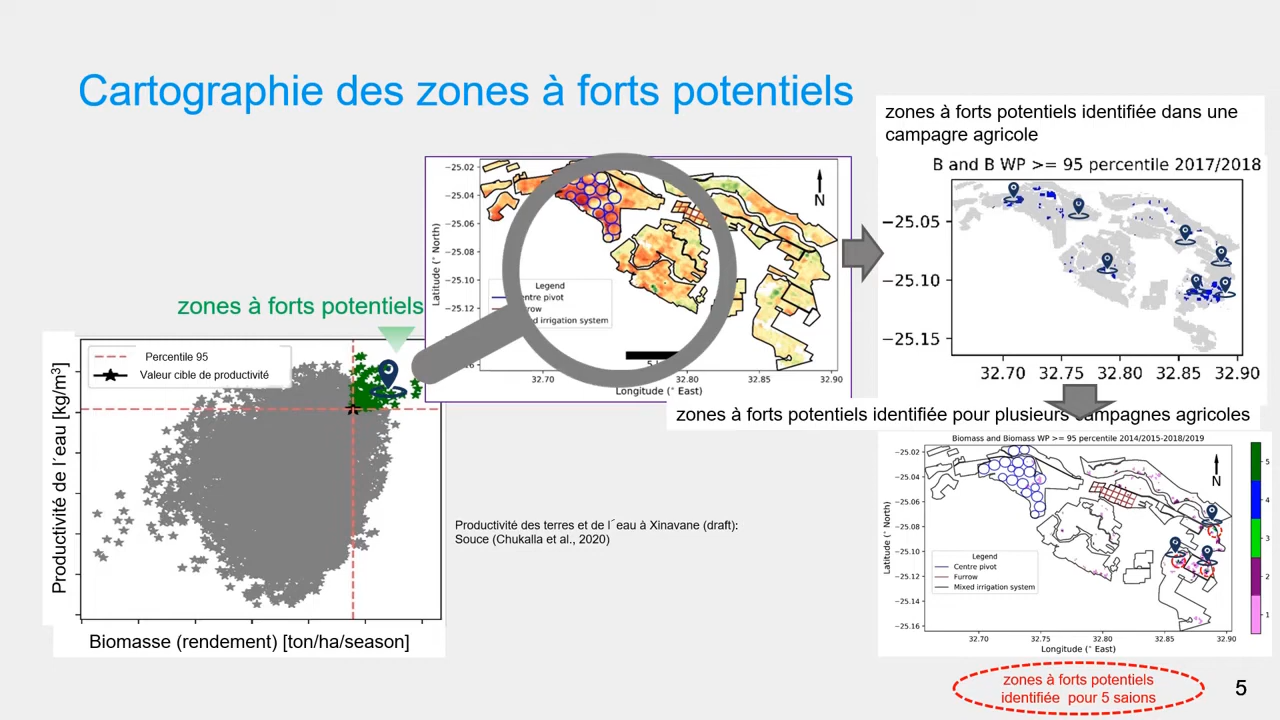 Cartographie des zones à forts potentiels
zones à forts potentiels identifiée dans une
campagre agricole
B and B WP >= 95 percentile 2017/2018
−25.05
−25.10
−25.15
32.70 32.75 32.80 32.85 32.90
−25.02
−25.04
−25.06
−25.08
−25.10
−25.12
Latitude (° North)
N
Legend
entre pivot
row
ed irrigation system
32.70
32.80
32.85
32.90
Longitude (° East)
zones à forts potentiels
Percentile 95
Valeur cible de productivité
Productivité de l´eau [kg/m³]
Biomasse (rendement) [ton/ha/season]
zones à forts potentiels identifiée pour plusieurs campagnes agricoles
Productivité des terres et de l´eau à Xinavane (draft):
Souce (Chukalla et al., 2020)
Biomass and Biomass WP >= 95 percentile 2014/2015-2018/2019
−25.02
−25.04
−25.06
−25.08
−25.10
−25.12
−25.14
−25.16
Latitude (° North)
N
Legend
Centre pivot
Furrow
Mixed irrigation system
32.70 32.75 32.80 32.85 32.90
Longitude (° East)
5
4
3
2
1
zones à forts potentiels
identifiée pour 5 saions
5